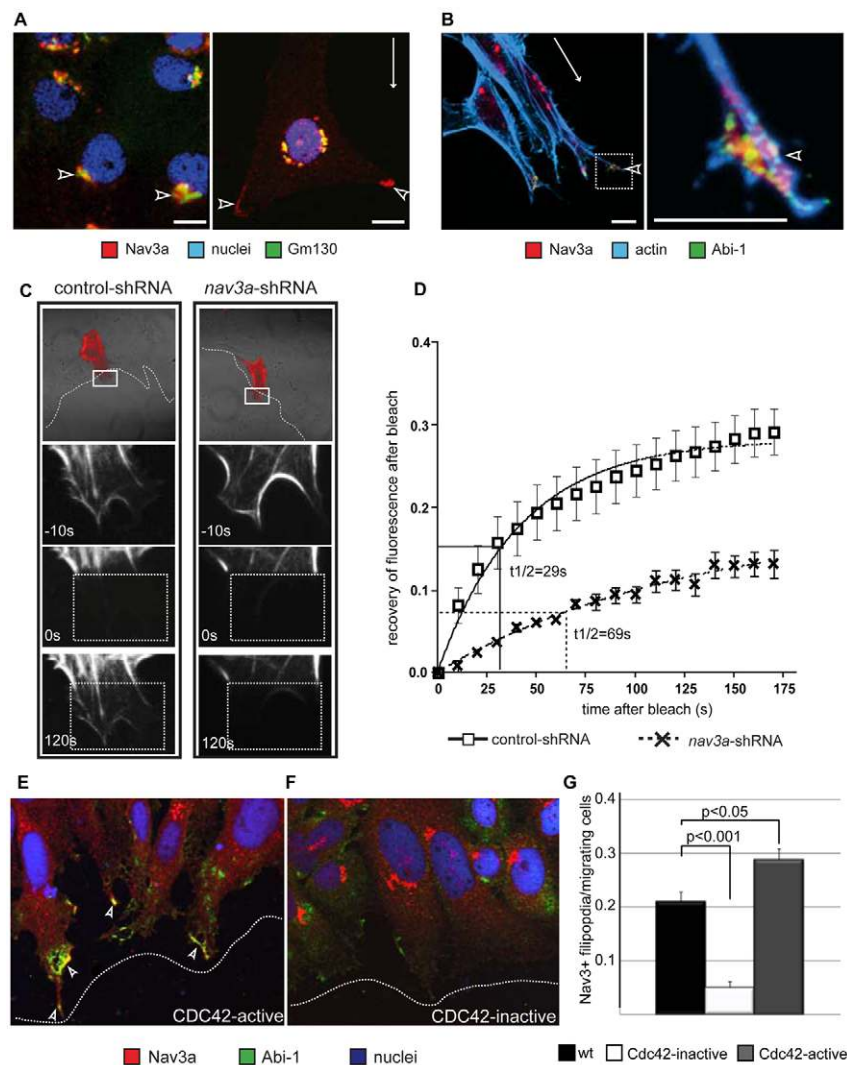 A
B
Nav3a nuclei Gm130
Nav3a actin Abi-1
C
control-shRNA nav3a-shRNA
-10s -10s
0s 0s
120s 120s
D
recovery of fluorescence after bleach
0.4
0.3
0.2
0.1
0.0
t1/2=29s
t1/2=69s
0 25 50 75 100 125 150 175
time after bleach (s)
control-shRNA nav3a-shRNA
E
CDC42-active
F
CDC42-inactive
Nav3a Abi-1 nuclei
G
Nav3+ filipopdia/migrating cells
0.4
0.3
0.2
0.1
p<0.05
p<0.001
wt Cdc42-inactive Cdc42-active